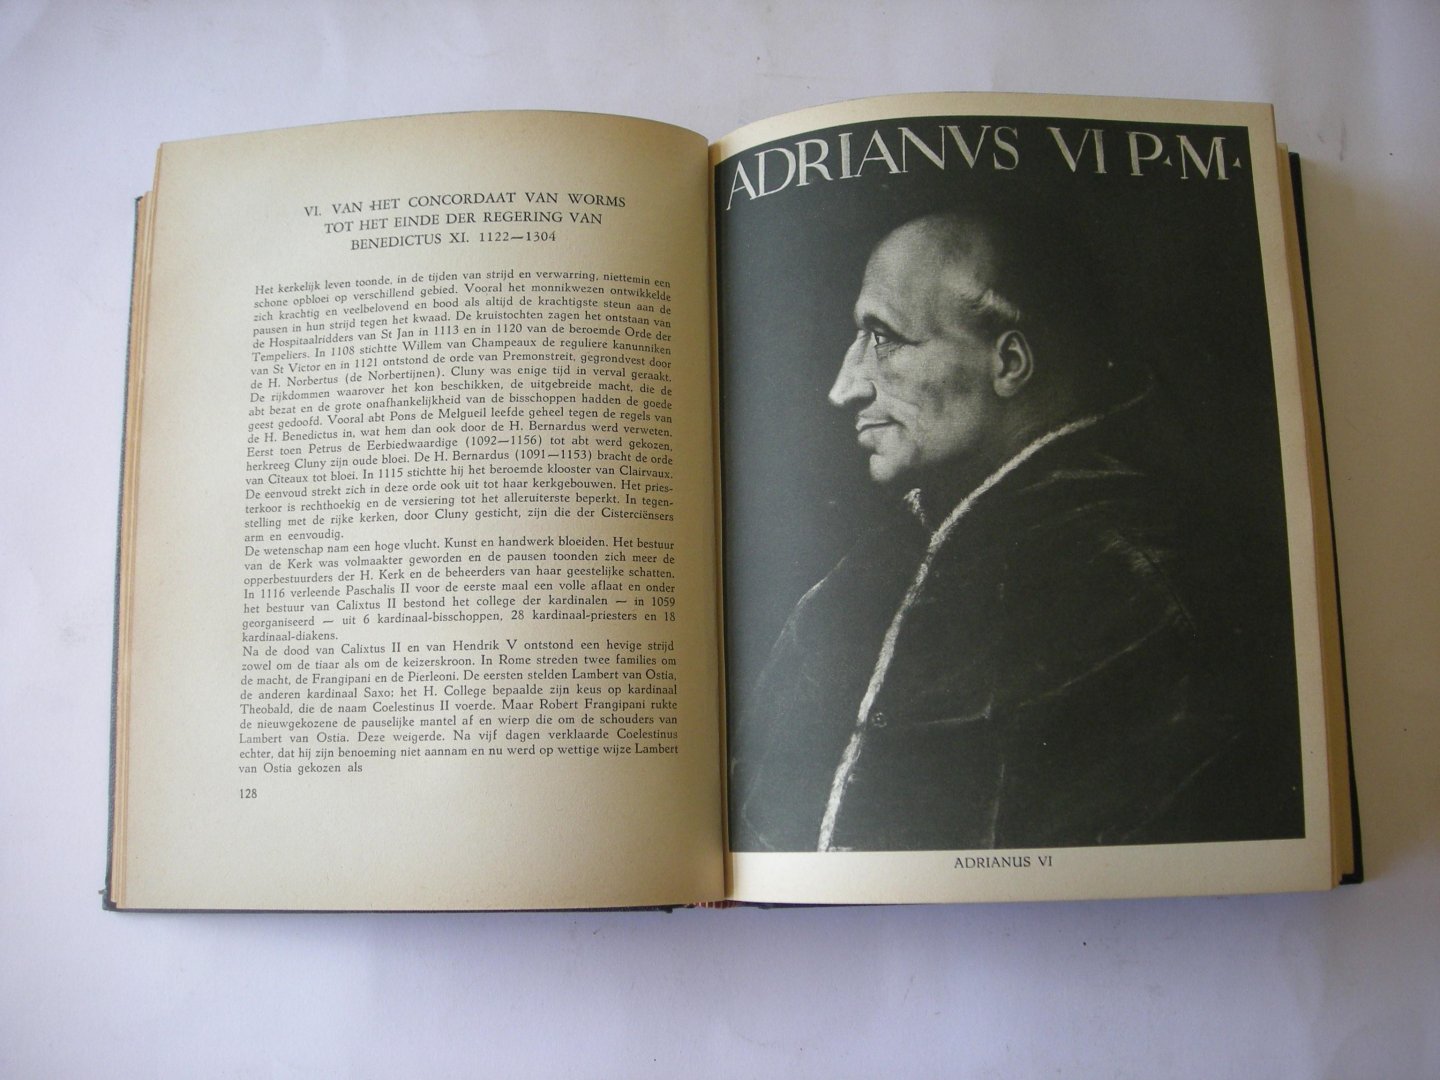 VI. VAN HET CONCORDAAT VAN WORMS
TOT HET EINDE DER REGERING VAN
BENEDICTUS XI. 1122—1304
Het kerkelijk leven toonde, in de tijden van strijd en verwarring, niettemin een
schone opbloei op verschillend gebied. Vooral het monnikwezen ontwikkelde
zich krachtig en veelbelovend en bood als altijd de krachtigste steun aan de
pausen in hun strijd tegen het kwaad. De kruistochten zagen het ontstaan van
de Hospitaalridders van St Jan in 1113 en in 1120 van de beroemde Orde der
Tempeliers. In 1108 stichtte Willem van Champeaux de reguliere kanunniken
van St Victor en in 1121 ontstond de orde van Premonstreit, gegrondvest door
de H. Norbertus (de Norbertijnen). Cluny was enige tijd in verval geraakt.
De rijkdommen waarover het kon beschikken, de uitgebreide macht, die de
abt bezat en de grote onafhankelijkheid van de bisschoppen hadden de goede
geest gedoofd. Vooral abt Pons de Melgueil leefde geheel tegen de regels van
de H. Benedictus in, wat hem dan ook door de H. Bernardus werd verweten.
Eerst toen Petrus de Eerbiedwaardige (1092—1156) tot abt werd gekozen,
herkreeg Cluny zijn oude bloei. De H. Bernardus (1091—1153) bracht de orde
van Cîteaux tot bloei. In 1115 stichtte hij het beroemde klooster van Clairvaux.
De eenvoud strekt zich in deze orde ook uit tot haar kerkgebouwen. Het pries-
terkoor is rechthoekig en de versiering tot het alleruiterste beperkt. In tegen-
stelling met de rijke kerken, door Cluny gesticht, zijn die der Cisterciënsers
arm en eenvoudig.
De wetenschap nam een hoge vlucht. Kunst en handwerk bloeiden. Het bestuur
van de Kerk was volmaakter geworden en de pausen toonden zich meer de
opperbestuurders der H. Kerk en de beheerders van haar geestelijke schatten.
In 1116 verleende Paschalis II voor de eerste maal een volle aflaat en onder
het bestuur van Calixtus II bestond het college der kardinalen — in 1059
georganiseerd — uit 6 kardinaal-bisschoppen, 28 kardinaal-priesters en 18
kardinaal-diakens.
Na de dood van Calixtus II en van Hendrik V ontstond een hevige strijd
zowel om de tiaar als om de keizerskroon. In Rome streden twee families om
de macht, de Frangipani en de Pierleoni. De eersten stelden Lambert van Ostia,
de anderen kardinaal Saxo; het H. College bepaalde zijn keus op kardinaal
Theobald, die de naam Coelestinus II voerde. Maar Robert Frangipani rukte
de nieuwgekozene de pauselijke mantel af en wierp die om de schouders van
Lambert van Ostia. Deze weigerde. Na vijf dagen verklaarde Coelestinus
echter, dat hij zijn benoeming niet aannam en nu werd op wettige wijze Lambert
van Ostia gekozen als
128
ADRIANVS VI P·M·
ADRIANUS VI